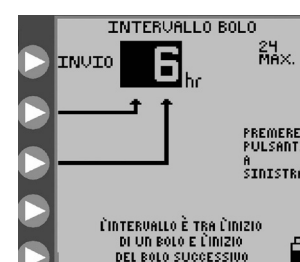 INTERVALLO BOLO
24
MAX.
INVIO 6 hr
PREMERE
PULSANT
A
SINISTRA
L'INTERVALLO È TRA L'INIZIO
DI UN BOLO E L'INIZIO
DEL BOLO SUCCESSIVO